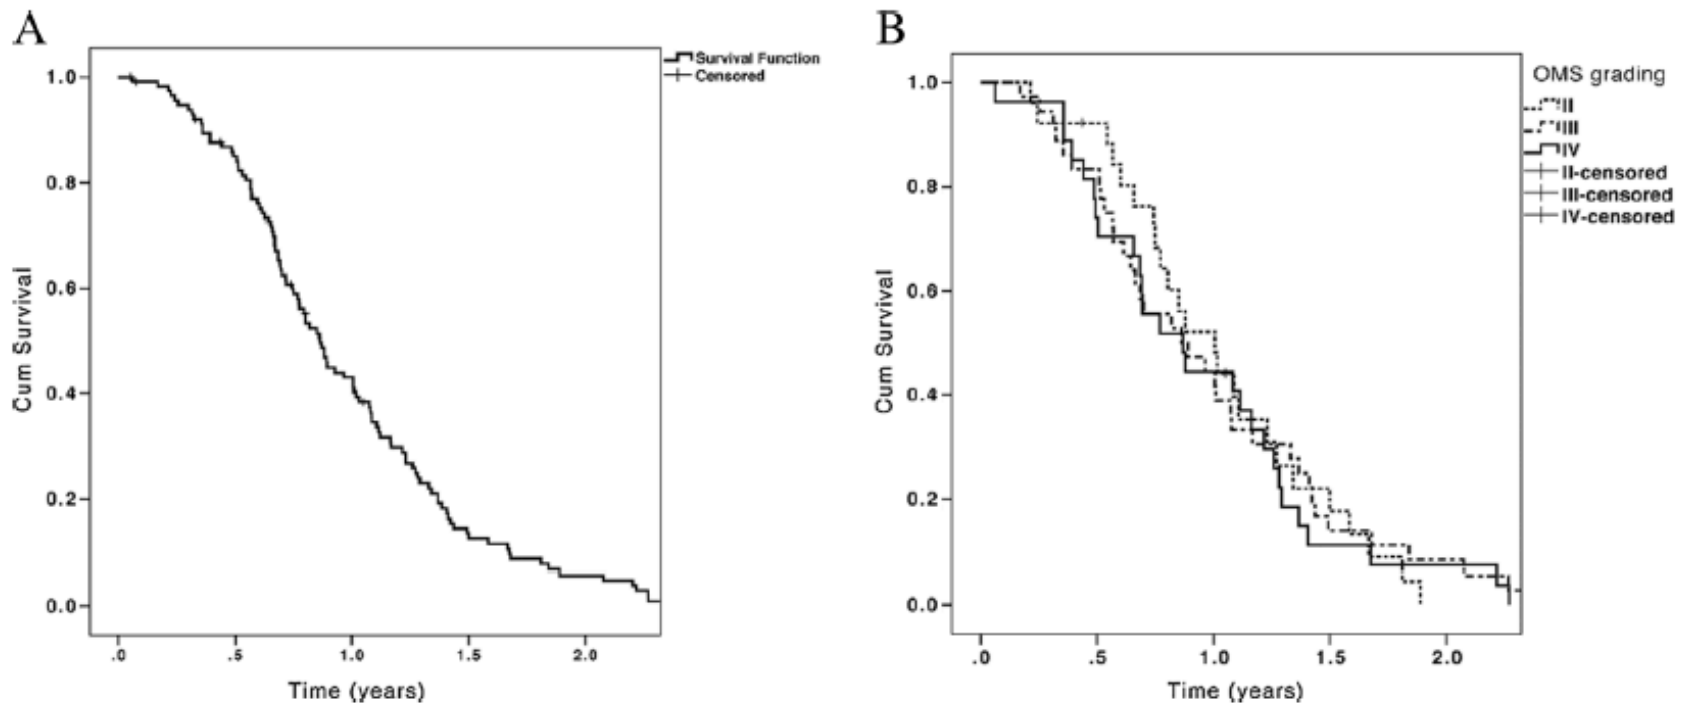 A
Survival Function
Censored
1.0
0.8
0.6
0.4
0.2
0.0
Cum Survival
.0 .5 1.0 1.5 2.0
Time (years)
B
OMS grading
II
III
IV
II-censored
III-censored
IV-censored
1.0
0.8
0.6
0.4
0.2
0.0
Cum Survival
.0 .5 1.0 1.5 2.0
Time (years)